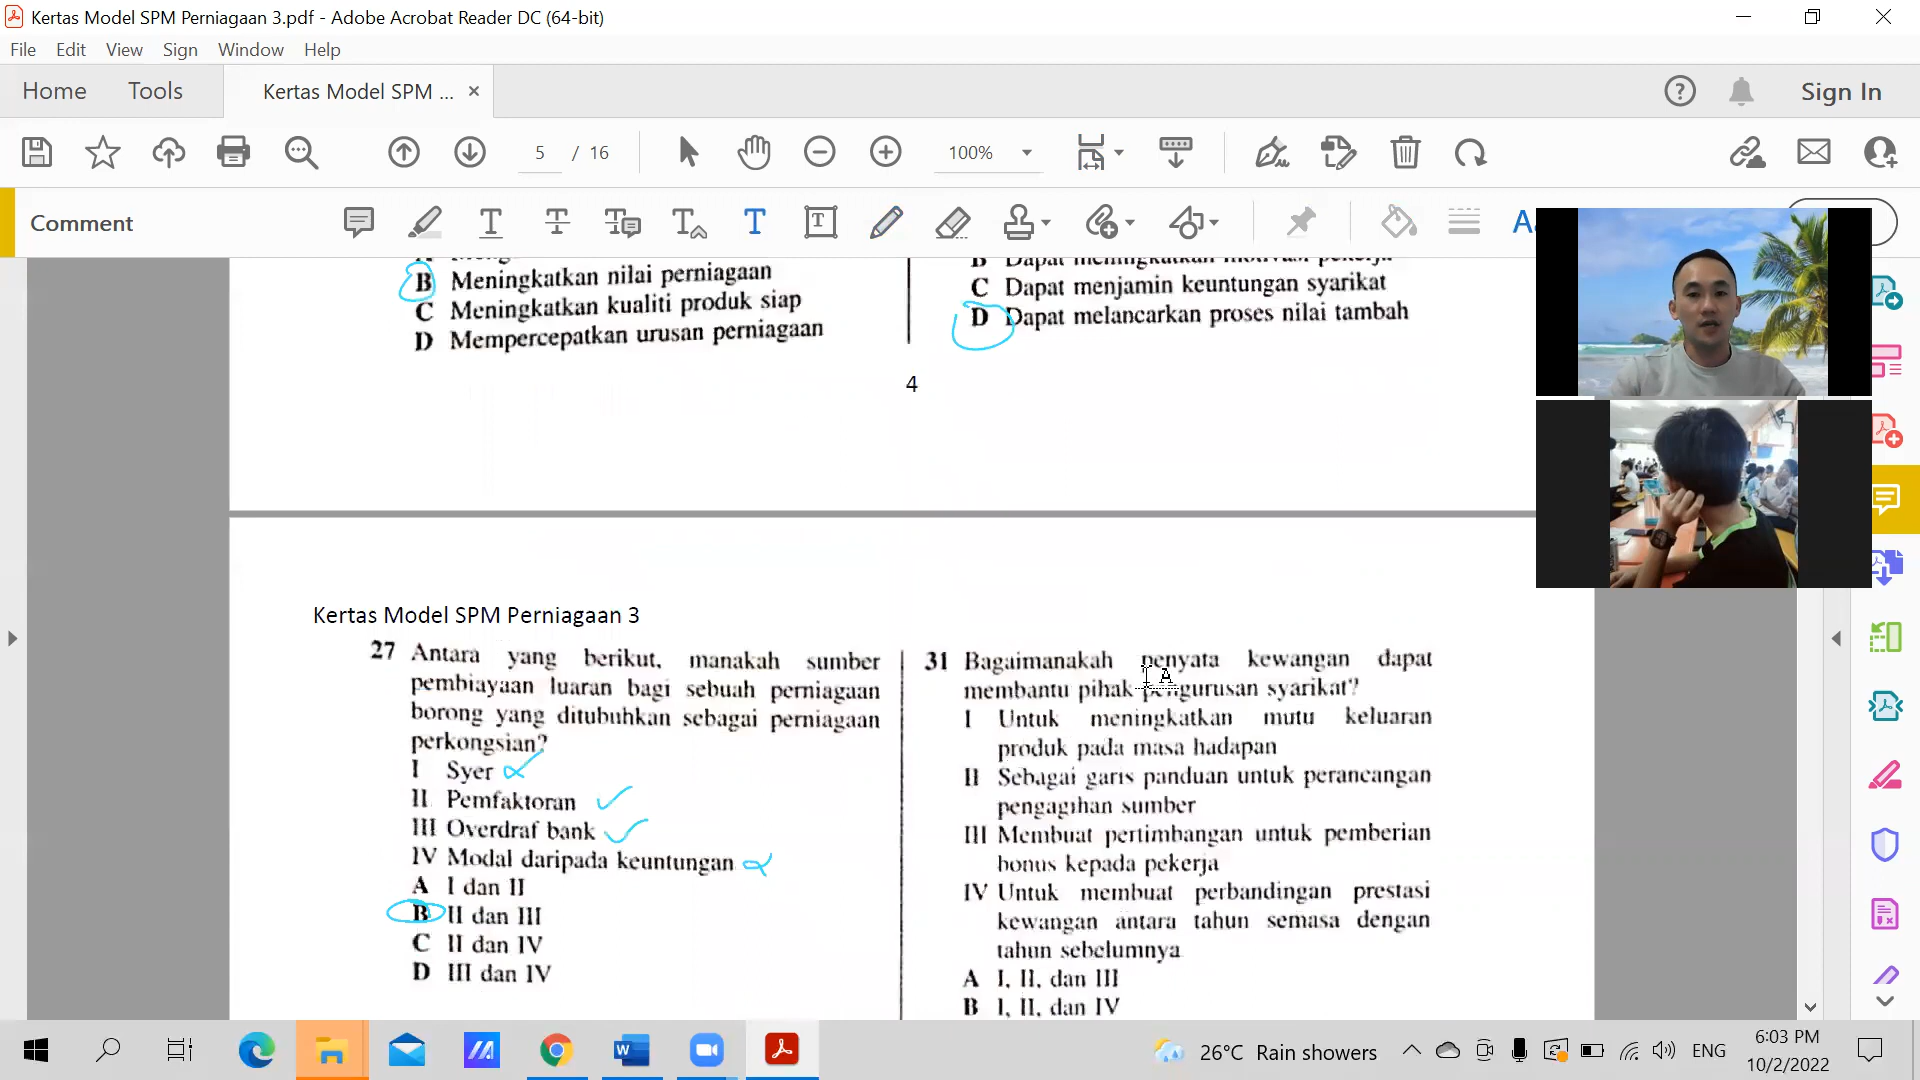 Kertas Model SPM Perniagaan 3.pdf - Adobe Acrobat Reader DC (64-bit)
File Edit View Sign Window Help
Home Tools Kertas Model SPM ... × Sign In
5 / 16 100%
Comment
B Meningkatkan nilai perniagaan
C Meningkatkan kualiti produk siap
D Mempercepatkan urusan perniagaan
B Dapat meningkatkan motivasi pekerja
C Dapat menjamin keuntungan syarikat
D Dapat melancarkan proses nilai tambah
4
Kertas Model SPM Perniagaan 3
27 Antara yang berikut, manakah sumber
pembiayaan luaran bagi sebuah perniagaan
borong yang ditubuhkan sebagai perniagaan
perkongsian?
I Syer
II Pemfaktoran
III Overdraf bank
IV Modal daripada keuntungan
A I dan II
B II dan III
C II dan IV
D III dan IV
31 Bagaimanakah penyata kewangan dapat
membantu pihak pengurusan syarikat?
I Untuk meningkatkan mutu keluaran
produk pada masa hadapan
II Sebagai garis panduan untuk perancangan
pengagihan sumber
III Membuat pertimbangan untuk pemberian
bonus kepada pekerja
IV Untuk membuat perbandingan prestasi
kewangan antara tahun semasa dengan
tahun sebelumnya
A I, II, dan III
B I, II, dan IV
26°C Rain showers ENG
6:03 PM
10/2/2022